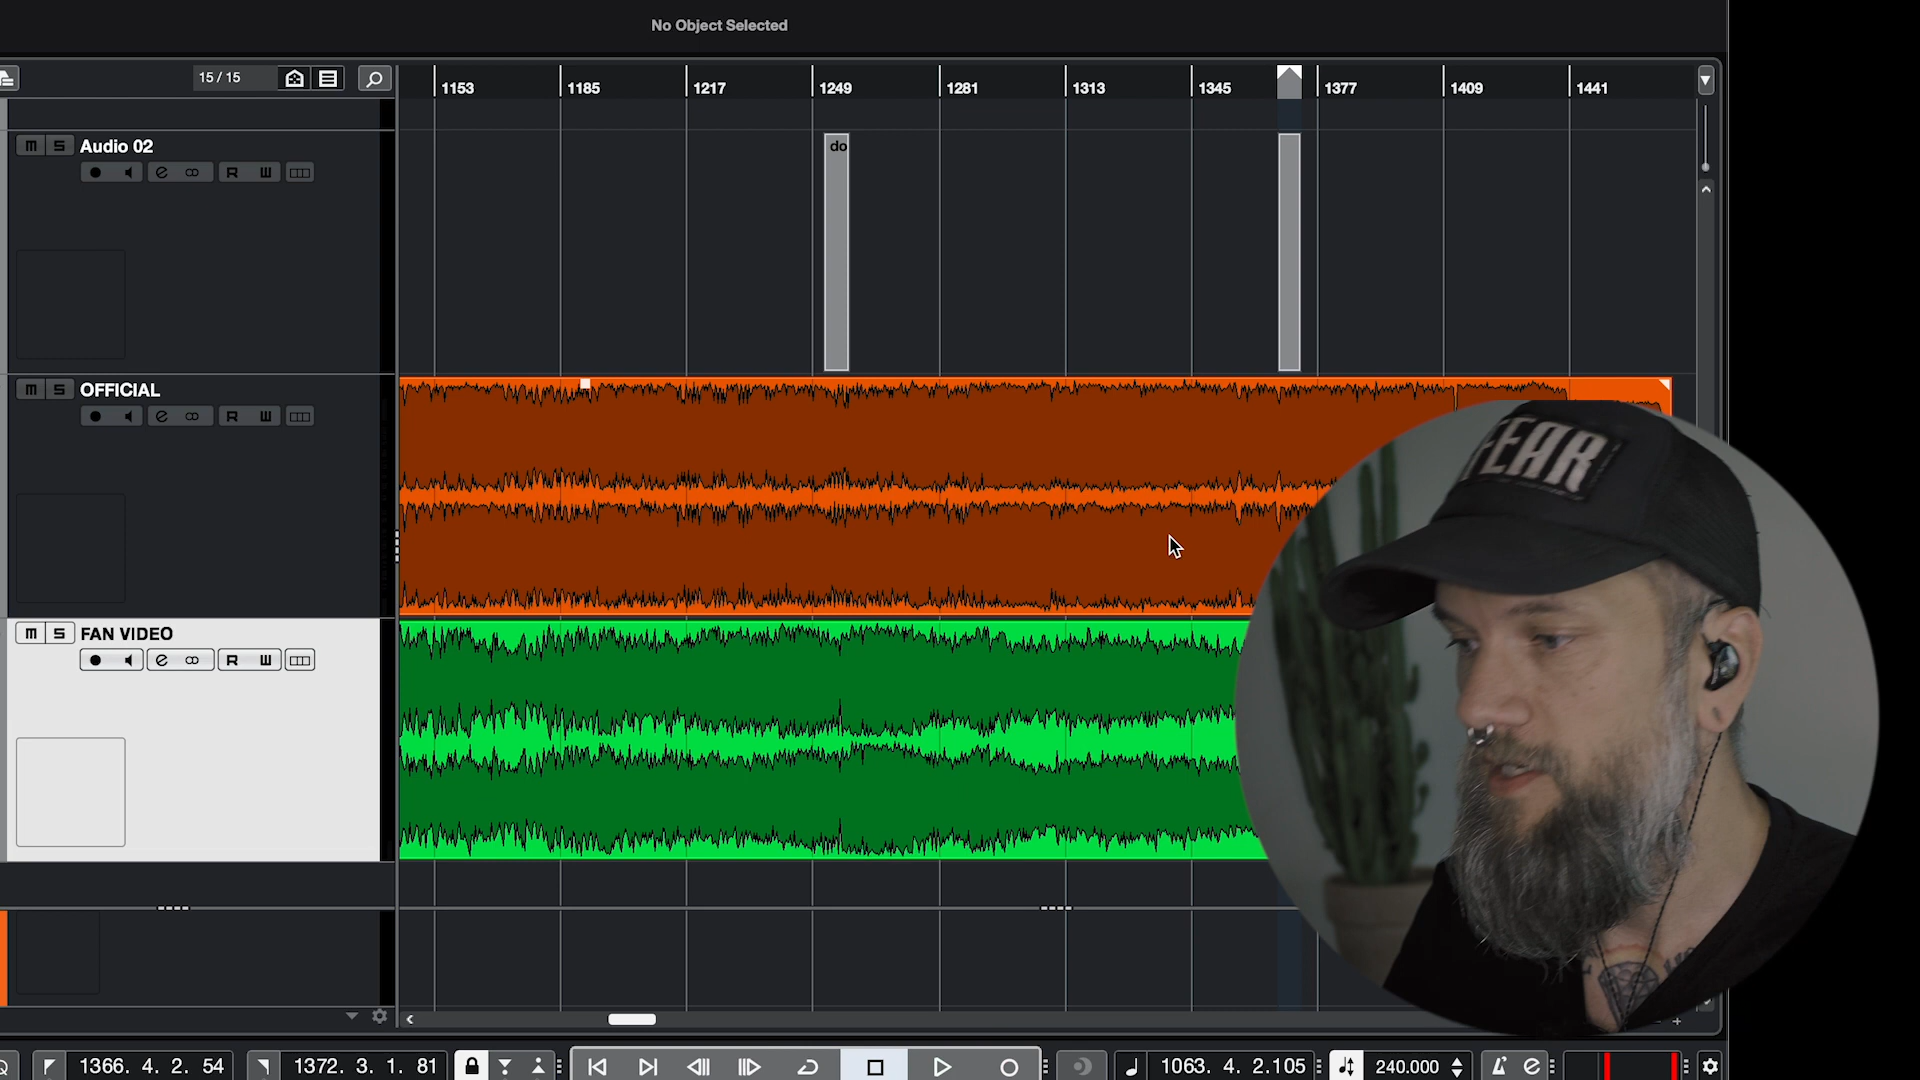 No Object Selected
15 / 15
1153 1185 1217 1249 1281 1313 1345 1377 1409 1441
M S Audio 02
do
R W
M S OFFICIAL
R W
FEAR
M S FAN VIDEO
R W
1366. 4. 2. 54 1372. 3. 1. 81 1063. 4. 2.105 240.000